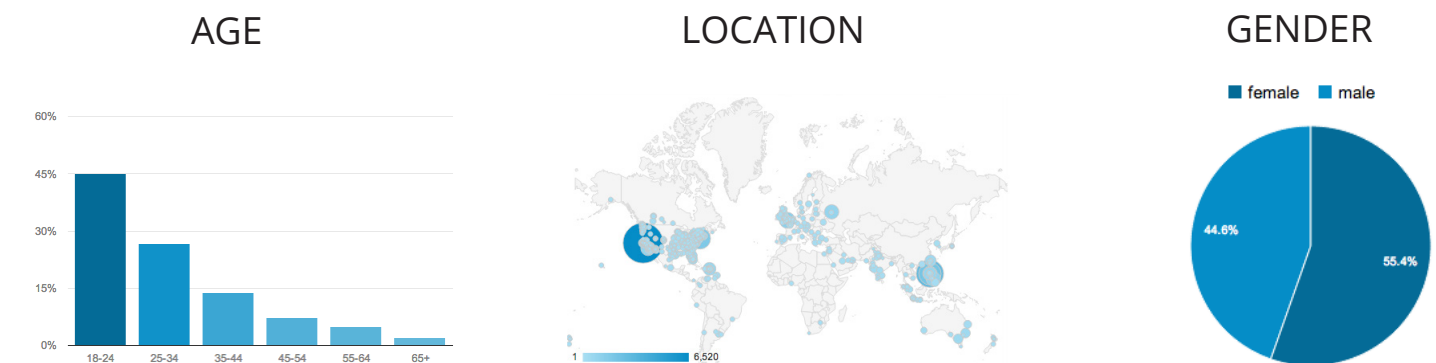 AGE
60%
45%
30%
15%
0%
18-24 25-34 35-44 45-54 55-64 65+
LOCATION
1 6,520
GENDER
female male
44.6%
55.4%